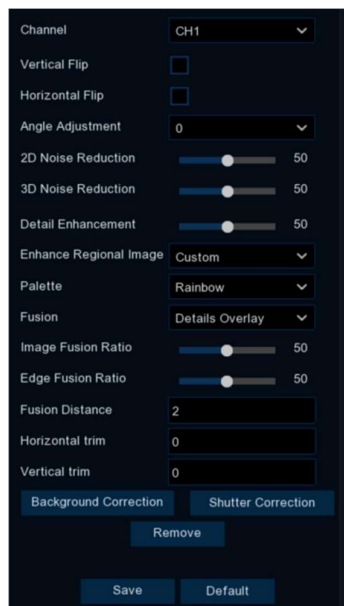 Channel CH1
Vertical Flip
Horizontal Flip
Angle Adjustment 0
2D Noise Reduction 50
3D Noise Reduction 50
Detail Enhancement 50
Enhance Regional Image Custom
Palette Rainbow
Fusion Details Overlay
Image Fusion Ratio 50
Edge Fusion Ratio 50
Fusion Distance 2
Horizontal trim 0
Vertical trim 0
Background Correction Shutter Correction
Remove
Save Default